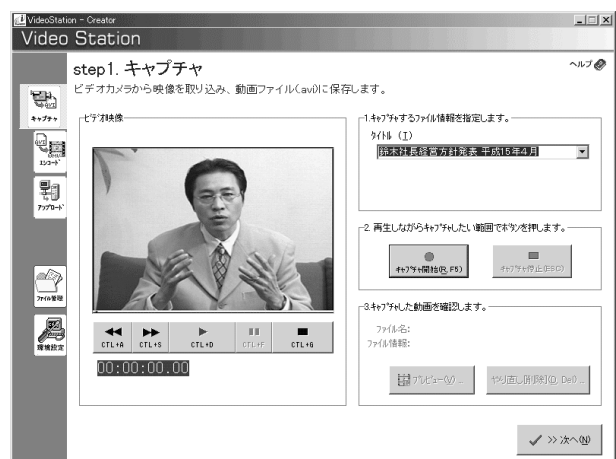 VideoStation - Creator
Video Station
step1. キャプチャ
ヘルプ
ビデオカメラから映像を取り込み、動画ファイル(avi)に保存します。
キャプチャ
エンコード
アップロード
ファイル管理
環境設定
ビデオ映像
CTL+A
CTL+S
CTL+D
CTL+F
CTL+G
00:00:00.00
1.キャプチャするファイル情報を指定します。
タイトル (I)
鈴木社長経営方針発表 平成15年4月
2. 再生しながらキャプチャしたい範囲でボタンを押します。
キャプチャ開始(R, F5)
キャプチャ停止(ESC)
3.キャプチャした動画を確認します。
ファイル名:
ファイル情報:
プレビュー(V) ...
やり直し[削除](D, Del) ...
>> 次へ(N)